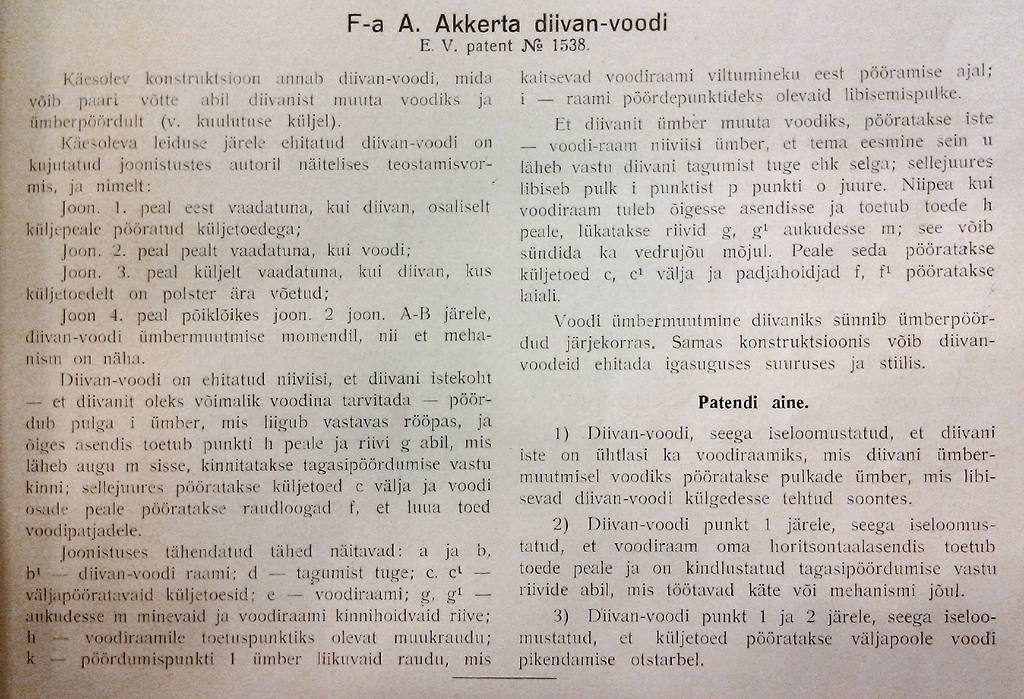 F-a A. Akkerta diivan-voodi
E. V. patent № 1538.
Käesolev konstruktsioon annab diivan-voodi, mida
võib paari võtte abil diivanist muuta voodiks ja
ümberpöördult (v. kuulutuse küljel).
Käesoleva leiduse järele ehitatud diivan-voodi on
kujutatud joonistustes autoril näitelises teostamisvor-
mis, ja nimelt:
Joon. 1. peal eest vaadatuna, kui diivan, osaliselt
küljepeale pööratud küljetoedega;
Joon. 2. peal pealt vaadatuna, kui voodi;
Joon. 3. peal küljelt vaadatuna, kui diivan, kus
küljetoedelt on polster ära võetud;
Joon 4. peal põiklõikes joon. 2 joon. A-B järele,
diivan-voodi ümbermuutmise momendil, nii et meha-
nism on näha.
Diivan-voodi on ehitatud niiviisi, et diivani istekoht
— et diivanit oleks võimalik voodina tarvitada — pöör-
dub pulga i ümber, mis liigub vastavas rööpas, ja
õiges asendis toetub punkti h peale ja riivi g abil, mis
läheb augu m sisse, kinnitatakse tagasipöördumise vastu
kinni; sellejuures pööratakse küljetoed c välja ja voodi
osade peale pööratakse raudloogad f, et luua toed
voodipatjadele.
Joonistuses tähendatud tähed näitavad: a ja b,
b¹ — diivan-voodi raami; d — tagumist tuge; c. c¹ —
väljapööratavaid küljetoesid; e — voodiraami; g, g¹ —
aukudesse m minevaid ja voodiraami kinnihoidvaid riive;
h — voodiraamile toetuspunktiks olevat nuukraudu;
k — pöördumispunkti l ümber liikuvaid raudu, mis
kaitsevad voodiraami viltumineku eest pööramise ajal;
i — raami pöördepunktideks olevaid libisemispulke.
Et diivanit ümber muuta voodiks, pööratakse iste
— voodi-raam niiviisi ümber, et tema eesmine sein u
läheb vastu diivani tagumist tuge ehk selga; sellejuures
libiseb pulk i punktist p punkti o juure. Niipea kui
voodiraam tuleb õigesse asendisse ja toetub toede h
peale, lükatakse riivid g, g¹ aukudesse m; see võib
sündida ka vedrujõu mõjul. Peale seda pööratakse
küljetoed c, c¹ välja ja padjahoidjad f, f¹ pööratakse
laiali.
Voodi ümbermuutmine diivaniks sünnib ümberpöör-
dud järjekorras. Samas konstruktsioonis võib diivan-
voodeid ehitada igasuguses suuruses ja stiilis.
Patendi aine.
1) Diivan-voodi, seega iseloomustatud, et diivani
iste on ühtlasi ka voodiraamiks, mis diivani ümber-
muutmisel voodiks pööratakse pulkade ümber, mis libi-
sevad diivan-voodi külgedesse tehtud soontes.
2) Diivan-voodi punkt 1 järele, seega iseloomus-
tatud, et voodiraam oma horitsontaalasendis toetub
toede peale ja on kindlustatud tagasipöördumise vastu
riivide abil, mis töötavad käte või mehanismi jõul.
3) Diivan-voodi punkt 1 ja 2 järele, seega iseloo-
mustatud, et küljetoed pööratakse väljapoole voodi
pikendamise otstarbel.